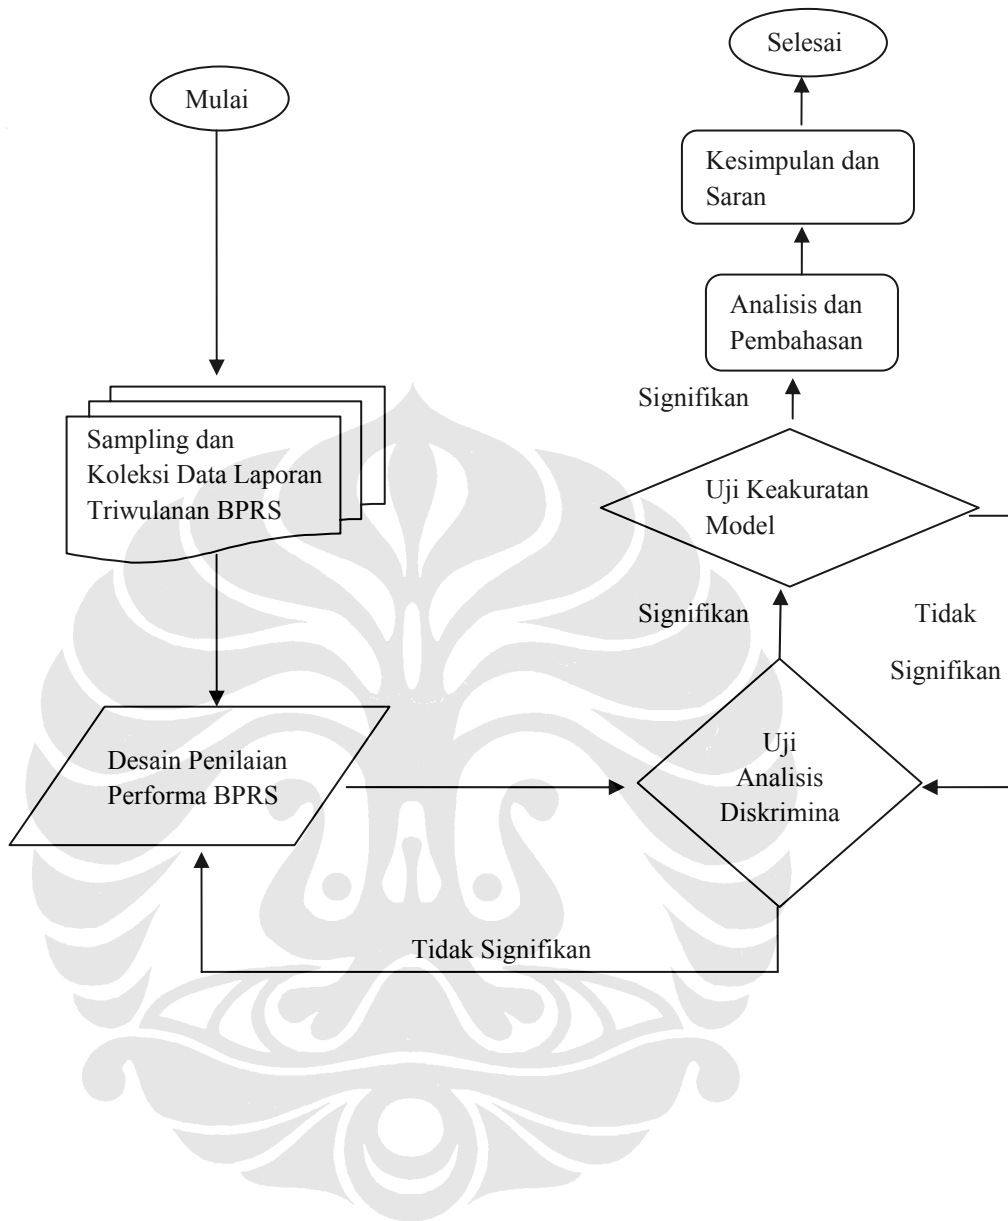 Mulai
Sampling dan
Koleksi Data Laporan
Triwulanan BPRS
Desain Penilaian
Performa BPRS
Uji
Analisis
Diskrimina
Tidak Signifikan
Signifikan
Uji Keakuratan
Model
Tidak
Signifikan
Signifikan
Analisis dan
Pembahasan
Kesimpulan dan
Saran
Selesai